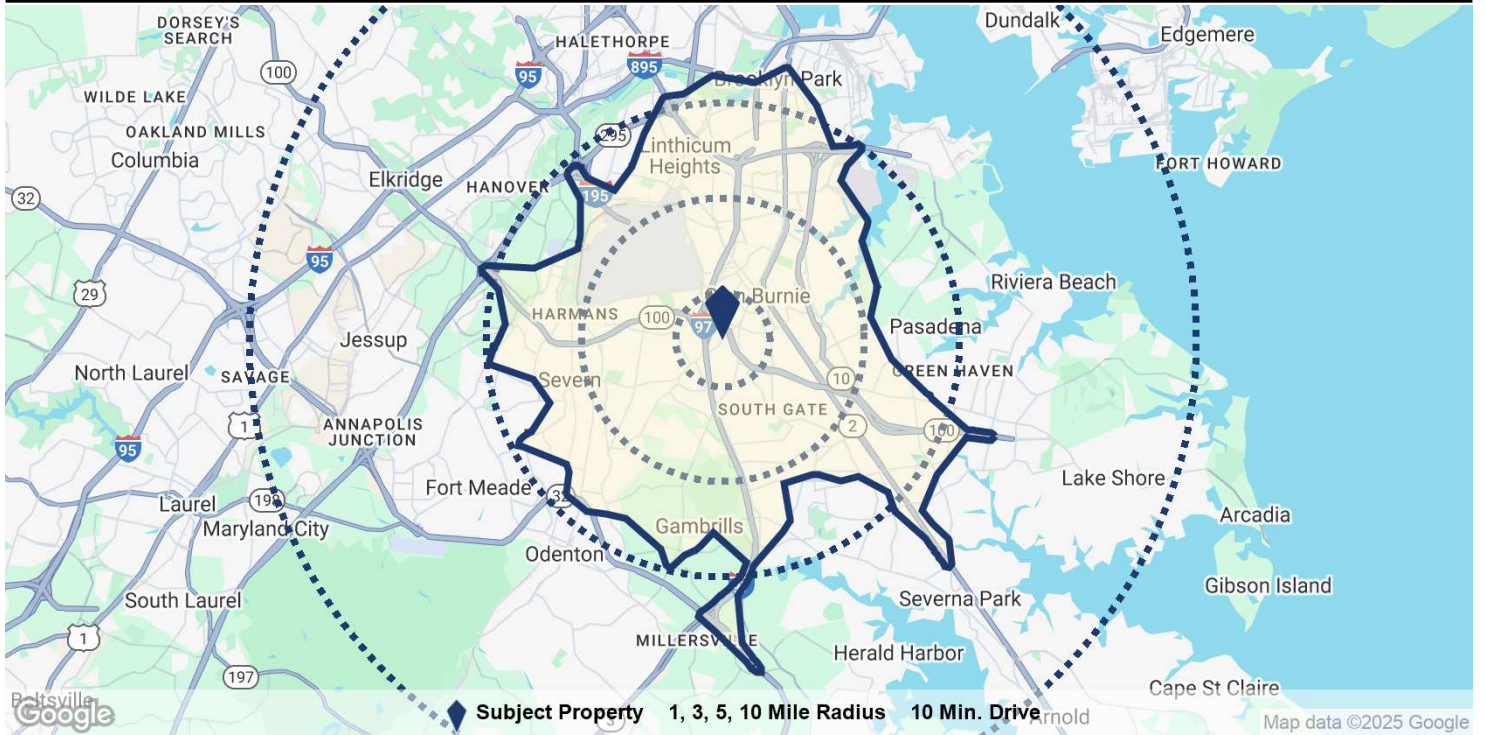 DORSEY'S
SEARCH
Dundalk
Edgemere
HALETHORPE
100
95
895
Brooklyn Park
WILDE LAKE
OAKLAND MILLS
Columbia
295
Linthicum
Heights
FORT HOWARD
Elkridge
HANOVER
32
195
95
29
Riviera Beach
Burnie
HARMANS
100
97
Pasadena
Jessup
North Laurel
SAVAGE
Severn
10
GREEN HAVEN
1
SOUTH GATE
ANNAPOLIS
JUNCTION
2
100
95
Fort Meade
32
Lake Shore
Laurel
198
Maryland City
Gambrills
Arcadia
Odenton
South Laurel
Severna Park
Gibson Island
1
MILLERSVILLE
Herald Harbor
197
Cape St Claire
Beltsville
Google
3
Subject Property 1, 3, 5, 10 Mile Radius 10 Min. Drive
Arnold
Map data ©2025 Google